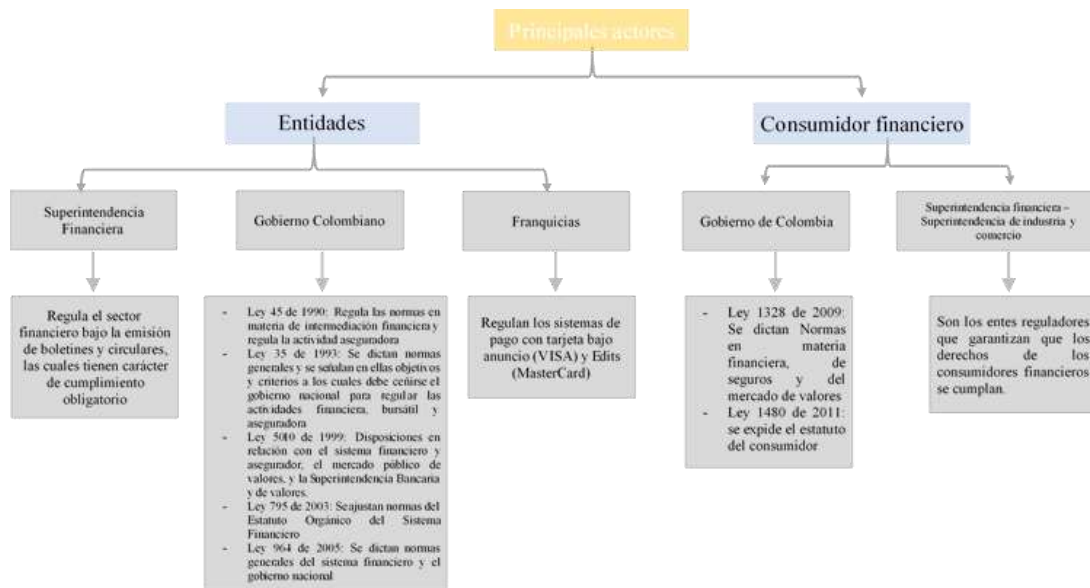 Principales actores
Entidades
Consumidor financiero
Superintendencia
Financiera
Gobierno Colombiano
Franquicias
Gobierno de Colombia
Superintendencia financiera –
Superintendencia de industria y
comercio
Regula el sector
financiero bajo la emisión
de boletines y circulares,
las cuales tienen carácter
de cumplimiento
obligatorio
- Ley 45 de 1990: Regula las normas en
materia de intermediación financiera y
regula la actividad aseguradora
- Ley 35 de 1993: Se dictan normas
generales y se señalan en ellas objetivos
y criterios a los cuales debe ceñirse el
gobierno nacional para regular las
actividades financiera, bursátil y
aseguradora
- Ley 5010 de 1999: Disposiciones en
relación con el sistema financiero y
asegurador, el mercado público de
valores, y la Superintendencia Bancaria
y de valores.
- Ley 795 de 2003: Se ajustan normas del
Estatuto Orgánico del Sistema
Financiero
- Ley 964 de 2005: Se dictan normas
generales del sistema financiero y el
gobierno nacional
Regulan los sistemas de
pago con tarjeta bajo
anuncio (VISA) y Edits
(MasterCard)
- Ley 1328 de 2009:
Se dictan Normas
en materia
financiera, de
seguros y del
mercado de valores
- Ley 1480 de 2011:
se expide el estatuto
del consumidor
Son los entes reguladores
que garantizan que los
derechos de los
consumidores financieros
se cumplan.